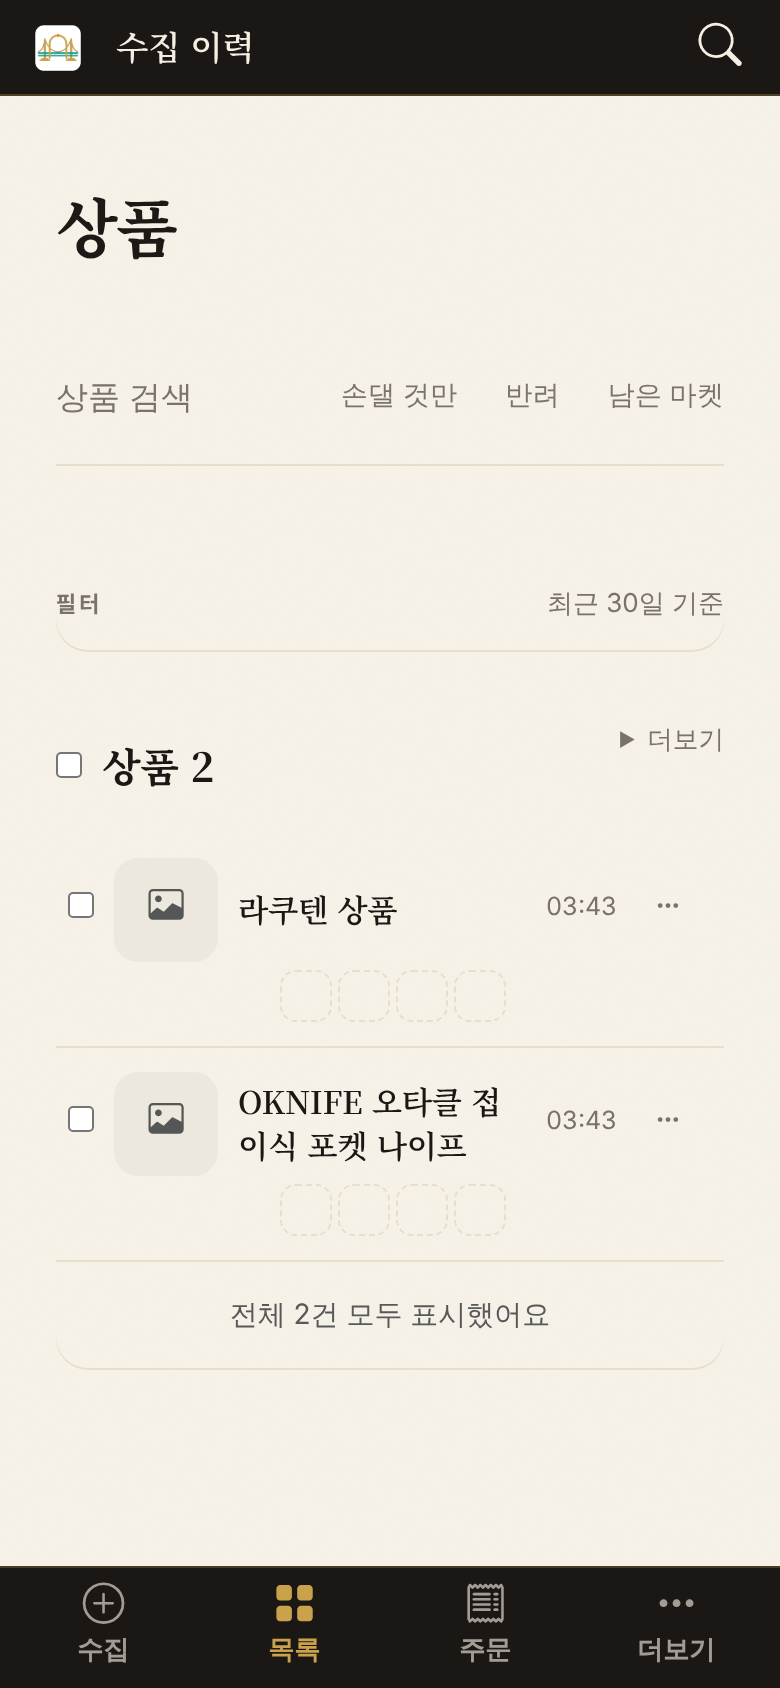 수집 이력
상품
상품 검색 손댈 것만 반려 남은 마켓
필터 최근 30일 기준
▶ 더보기
상품 2
라쿠텐 상품 03:43
OKNIFE 오타클 접
이식 포켓 나이프 03:43
전체 2건 모두 표시했어요
수집 목록 주문 더보기